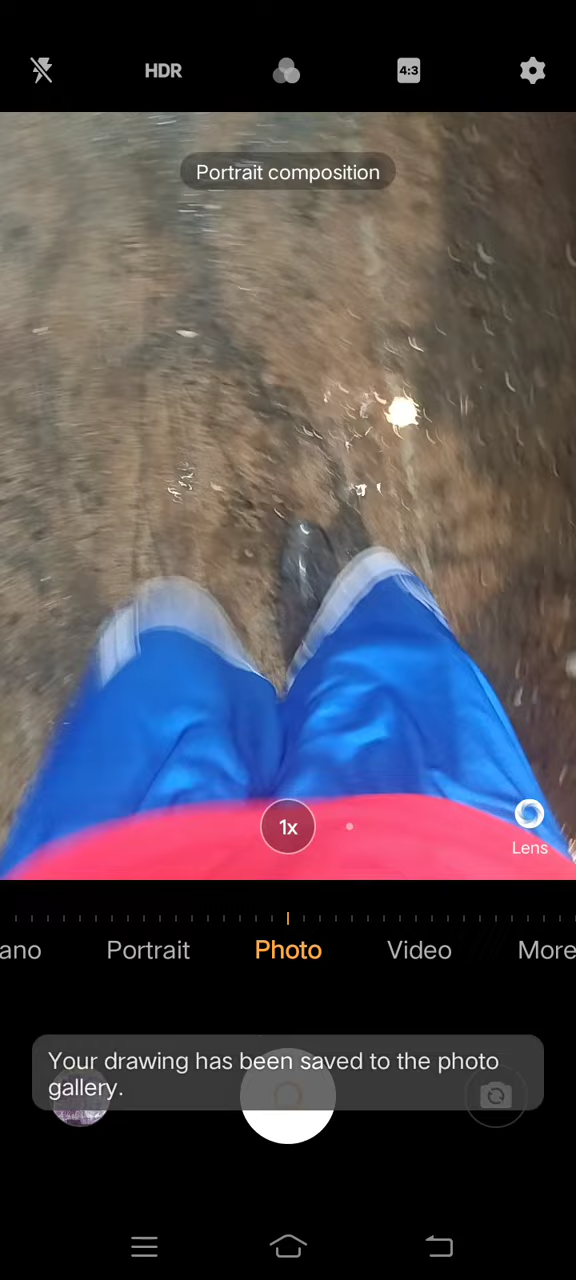 HDR
4:3
Portrait composition
1x
Lens
ano Portrait Photo Video More
Your drawing has been saved to the photo
gallery.